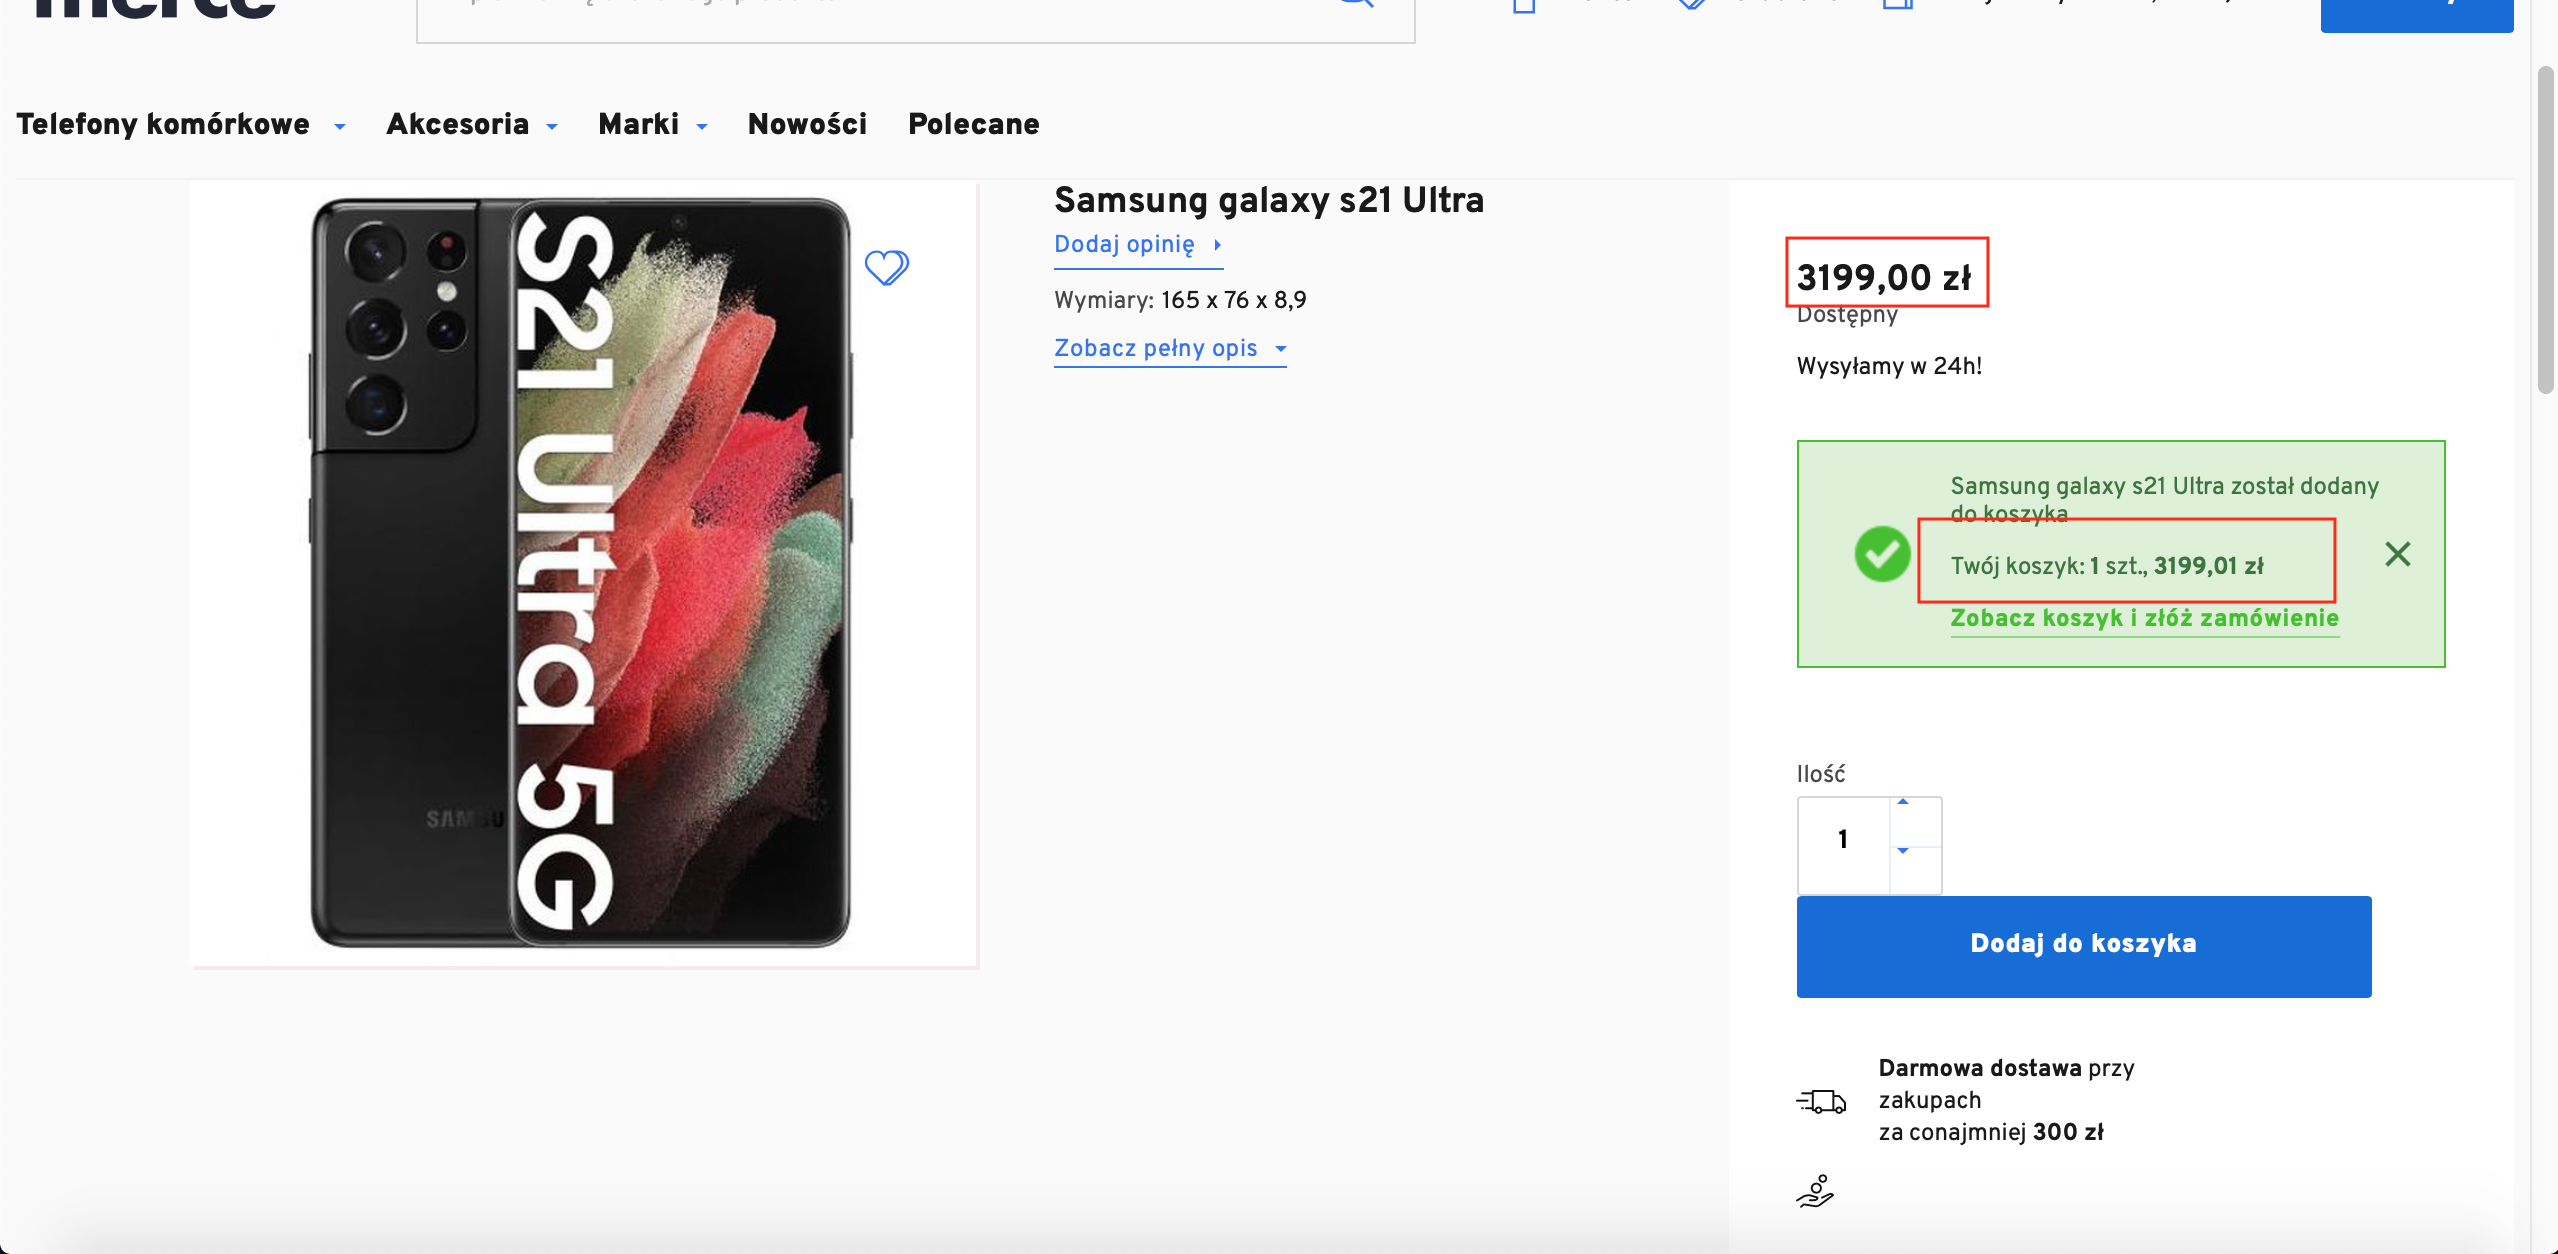 Telefony komórkowe Akcesoria Marki Nowości Polecane
Samsung galaxy s21 Ultra
Dodaj opinię
Wymiary: 165 x 76 x 8,9
Zobacz pełny opis
S21 Ultra 5G
3199,00 zł
Dostępny
Wysyłamy w 24h!
Samsung galaxy s21 Ultra został dodany
do koszyka
Twój koszyk: 1 szt., 3199,01 zł
Zobacz koszyk i złóż zamówienie
Ilość
1
Dodaj do koszyka
Darmowa dostawa przy
zakupach
za conajmniej 300 zł